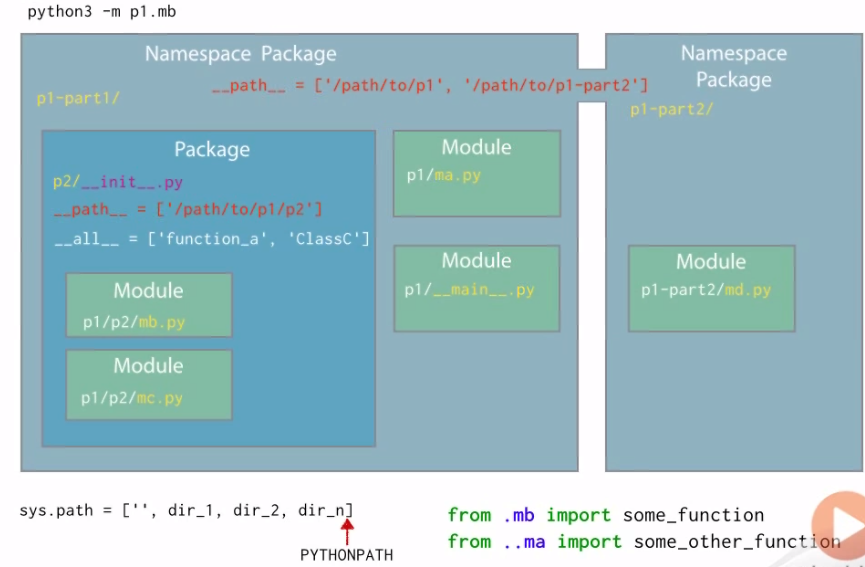 python3 -m p1.mb
Namespace Package
__path__ = ['/path/to/p1', '/path/to/p1-part2']
p1-part1/
Package
p2/__init__.py
__path__ = ['/path/to/p1/p2']
__all__ = ['function_a', 'ClassC']
Module
p1/p2/mb.py
Module
p1/p2/mc.py
Module
p1/ma.py
Module
p1/__main__.py
Namespace
Package
p1-part2/
Module
p1-part2/md.py
sys.path = ['', dir_1, dir_2, dir_n]
PYTHONPATH
from .mb import some_function
from ..ma import some_other_function